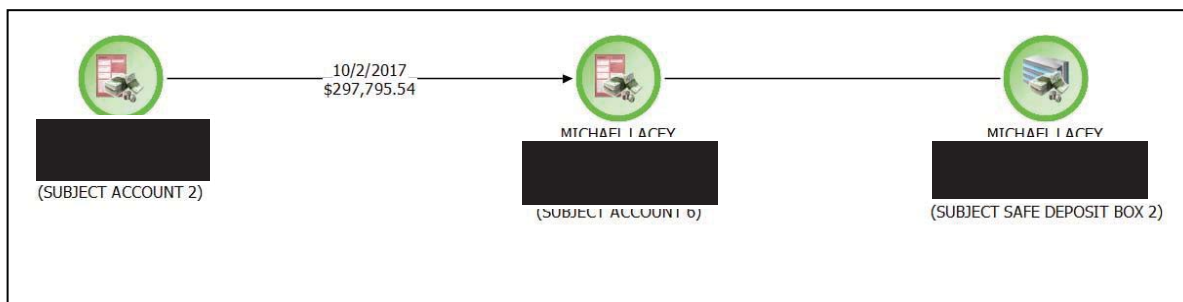 10/2/2017
$297,795.54
MICHAEL LACEY
MICHAEL LACEY
(SUBJECT ACCOUNT 2)
(SUBJECT ACCOUNT 6)
(SUBJECT SAFE DEPOSIT BOX 2)